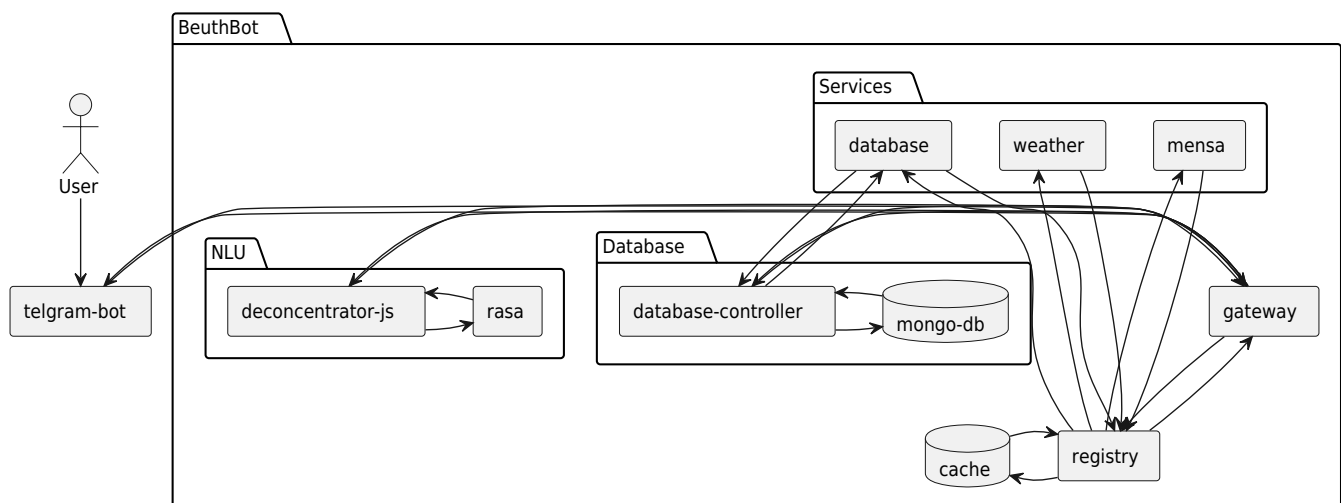 BeuthBot
Services
database
weather
mensa
User
NLU
Database
telgram-bot
deconcentrator-js
rasa
database-controller
mongo-db
gateway
cache
registry